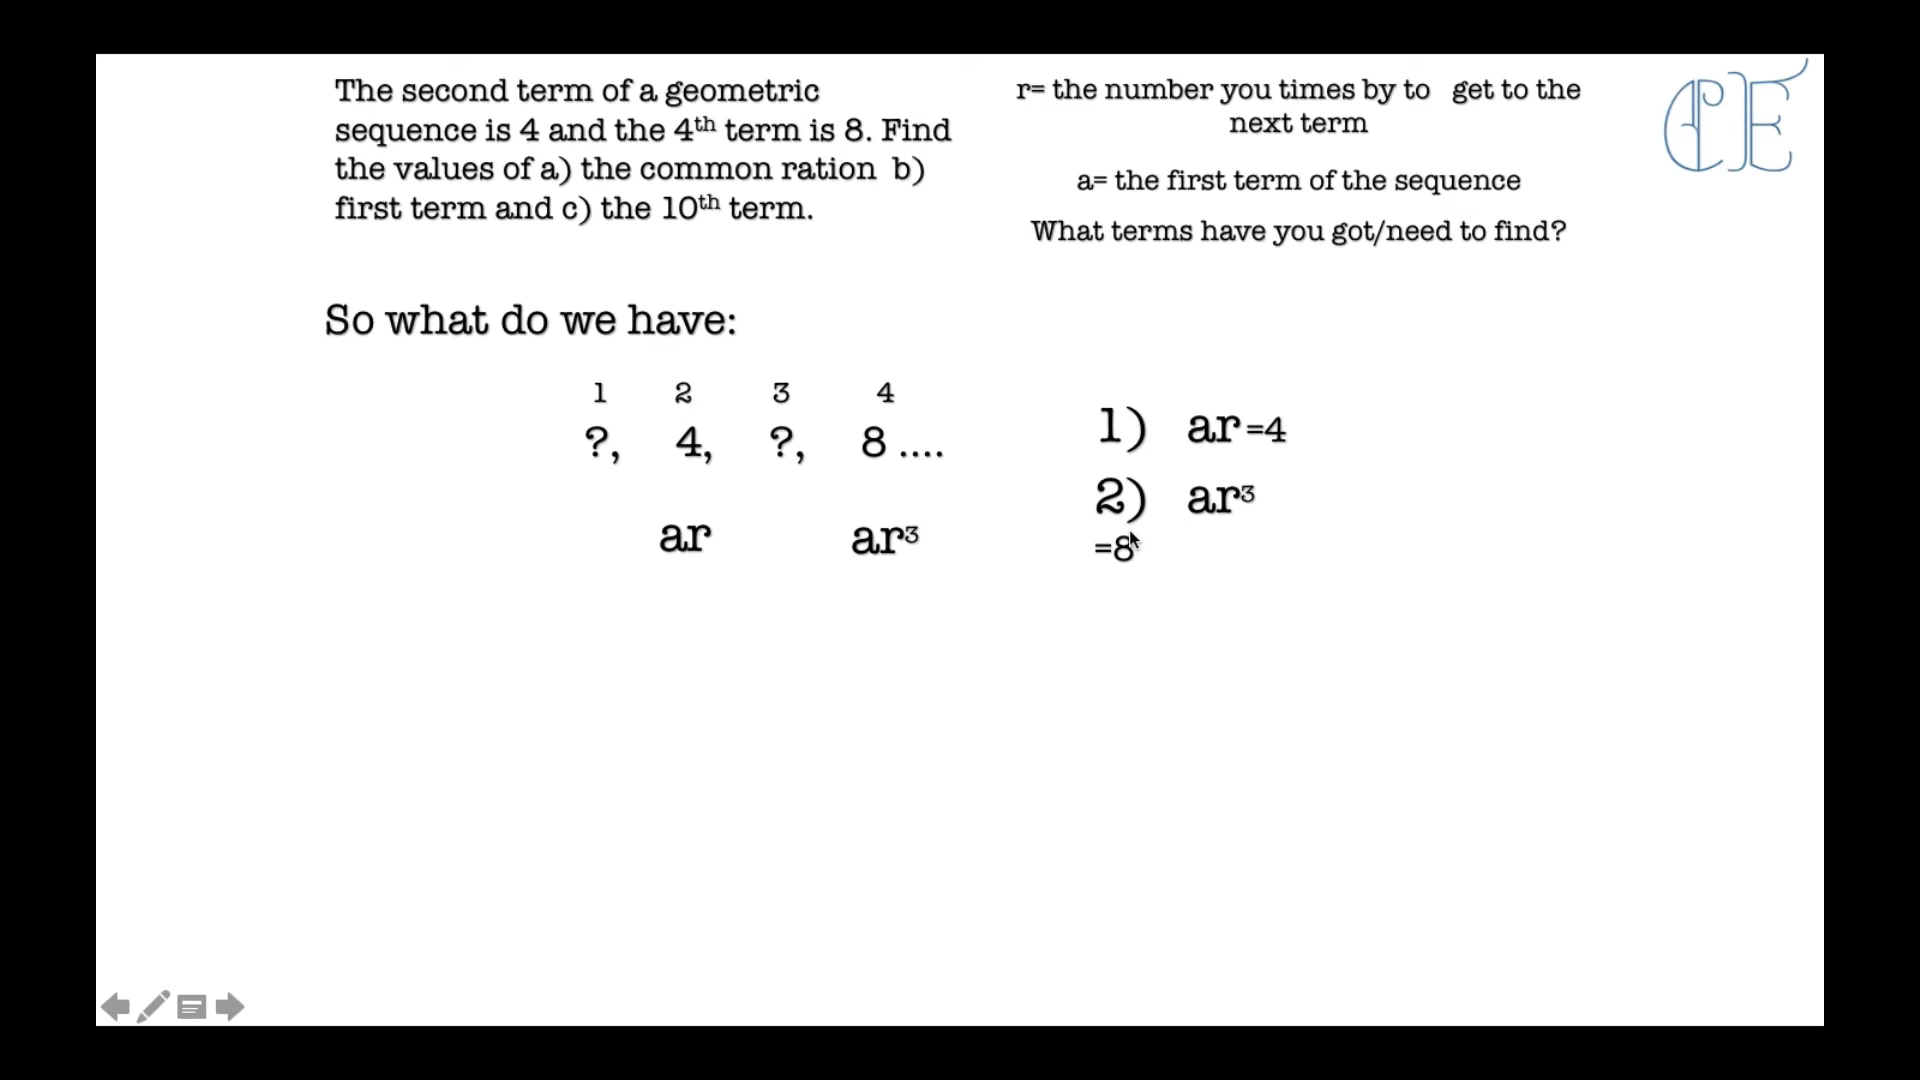 The second term of a geometric
sequence is 4 and the 4th term is 8. Find
the values of a) the common ration b)
first term and c) the 10th term.
r= the number you times by to get to the
next term
a= the first term of the sequence
What terms have you got/need to find?
CE
So what do we have:
1 2 3 4
?, 4, ?, 8 ....
ar ar³
1) ar =4
2) ar³
=8